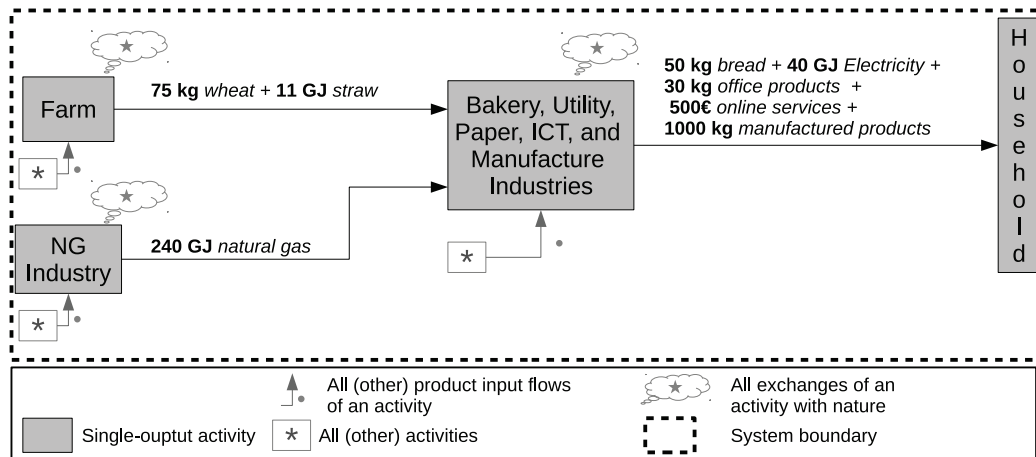 Farm
75 kg wheat + 11 GJ straw
*
NG
Industry
240 GJ natural gas
*
Bakery, Utility,
Paper, ICT, and
Manufacture
Industries
*
50 kg bread + 40 GJ Electricity +
30 kg office products +
500€ online services +
1000 kg manufactured products
H
o
u
s
e
h
o
l
d
Single-ouptut activity
All (other) product input flows
of an activity
* All (other) activities
All exchanges of an
activity with nature
System boundary